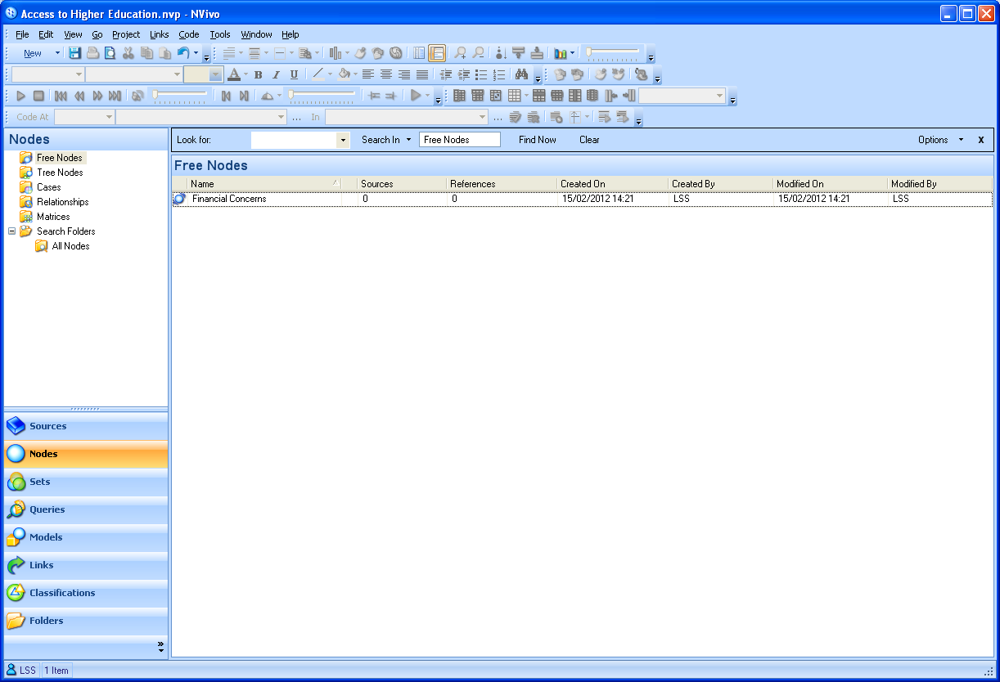 Access to Higher Education.nvp - NVivo
File Edit View Go Project Links Code Tools Window Help
New
A B I U
Code At ... In ...
Nodes
Free Nodes
Tree Nodes
Cases
Relationships
Matrices
Search Folders
All Nodes
Look for: Search In Free Nodes Find Now Clear Options x
Free Nodes
Name Sources References Created On Created By Modified On Modified By
Financial Concerns 0 0 15/02/2012 14:21 LSS 15/02/2012 14:21 LSS
Sources
Nodes
Sets
Queries
Models
Links
Classifications
Folders
»
LSS 1 Item